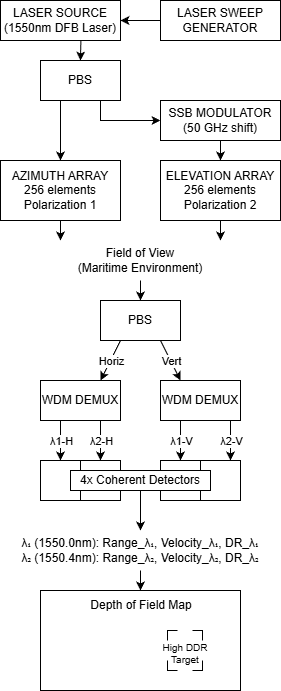 LASER SOURCE
(1550nm DFB Laser)
LASER SWEEP
GENERATOR
PBS
SSB MODULATOR
(50 GHz shift)
AZIMUTH ARRAY
256 elements
Polarization 1
ELEVATION ARRAY
256 elements
Polarization 2
Field of View
(Maritime Environment)
PBS
Horiz
Vert
WDM DEMUX
WDM DEMUX
λ1-H
λ2-H
λ1-V
λ2-V
4x Coherent Detectors
λ₁ (1550.0nm): Range_λ₁, Velocity_λ₁, DR_λ₁
λ₂ (1550.4nm): Range_λ₂, Velocity_λ₂, DR_λ₂
Depth of Field Map
High DDR
Target